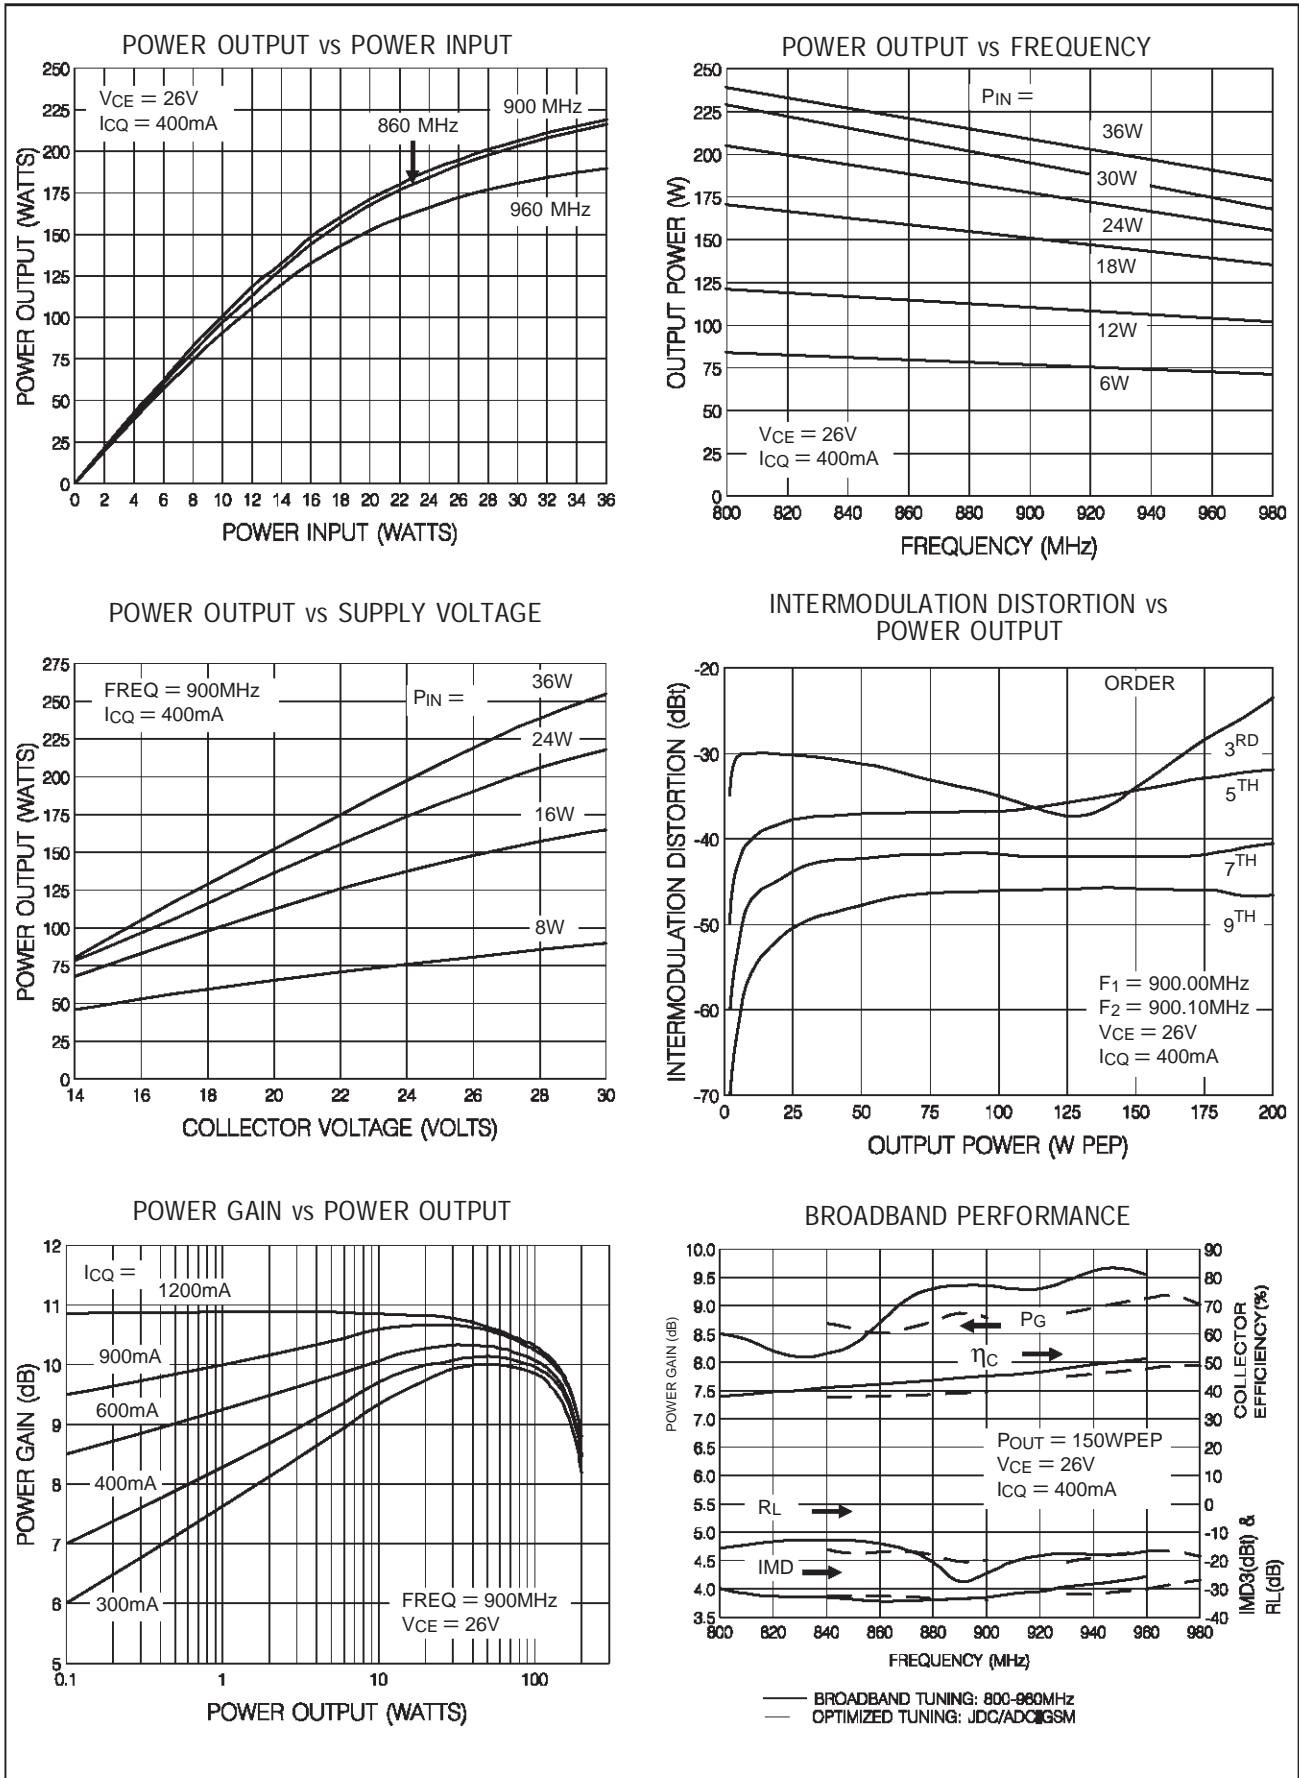 POWER OUTPUT vs POWER INPUT
250
225
200
175
150
125
100
75
50
25
0
POWER OUTPUT (WATTS)
VCE = 26V
ICQ = 400mA
900 MHz
860 MHz
960 MHz
0 2 4 6 8 10 12 14 16 18 20 22 24 26 28 30 32 34 36
POWER INPUT (WATTS)
POWER OUTPUT vs FREQUENCY
250
225
200
175
150
125
100
75
50
25
0
OUTPUT POWER (W)
PIN =
36W
30W
24W
18W
12W
6W
VCE = 26V
ICQ = 400mA
800 820 840 860 880 900 920 940 960 980
FREQUENCY (MHz)
POWER OUTPUT vs SUPPLY VOLTAGE
275
250
225
200
175
150
125
100
75
50
25
0
POWER OUTPUT (WATTS)
FREQ = 900MHz
ICQ = 400mA
PIN =
36W
24W
16W
8W
14 16 18 20 22 24 26 28 30
COLLECTOR VOLTAGE (VOLTS)
INTERMODULATION DISTORTION vs
POWER OUTPUT
-20
-30
-40
-50
-60
-70
INTERMODULATION DISTORTION (dBt)
ORDER
3RD
5TH
7TH
9TH
F1 = 900.00MHz
F2 = 900.10MHz
VCE = 26V
ICQ = 400mA
0 25 50 75 100 125 150 175 200
OUTPUT POWER (W PEP)
POWER GAIN vs POWER OUTPUT
12
11
10
9
8
7
6
5
POWER GAIN (dB)
ICQ =
1200mA
900mA
600mA
400mA
300mA
FREQ = 900MHz
VCE = 26V
0.1 1 10 100
POWER OUTPUT (WATTS)
BROADBAND PERFORMANCE
10.0
9.5
9.0
8.5
8.0
7.5
7.0
6.5
6.0
5.5
5.0
4.5
4.0
3.5
POWER GAIN (dB)
PG
ηC
POUT = 150WPEP
VCE = 26V
ICQ = 400mA
RL
IMD
90
80
70
60
50
40
30
20
10
0
-10
-20
-30
-40
COLLECTOR
EFFICIENCY(%)
IMD3(dBt) &
RL(dB)
800 820 840 860 880 900 920 940 960 980
FREQUENCY (MHz)
BROADBAND TUNING: 800-960MHz
OPTIMIZED TUNING: JDC/ADC GSM